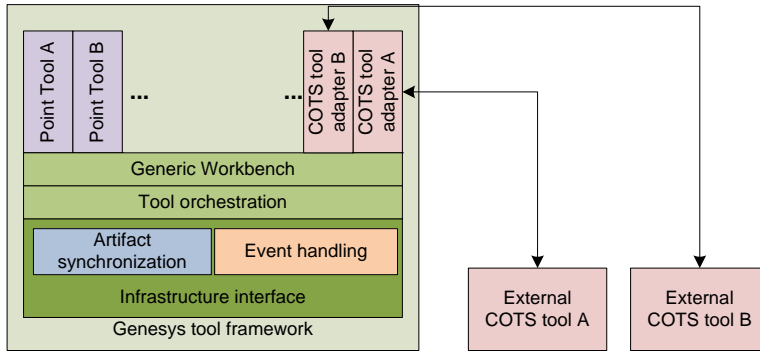 Point Tool A
Point Tool B
...
...
COTS tool
adapter B
COTS tool
adapter A
Generic Workbench
Tool orchestration
Artifact
synchronization
Event handling
Infrastructure interface
Genesys tool framework
External
COTS tool A
External
COTS tool B